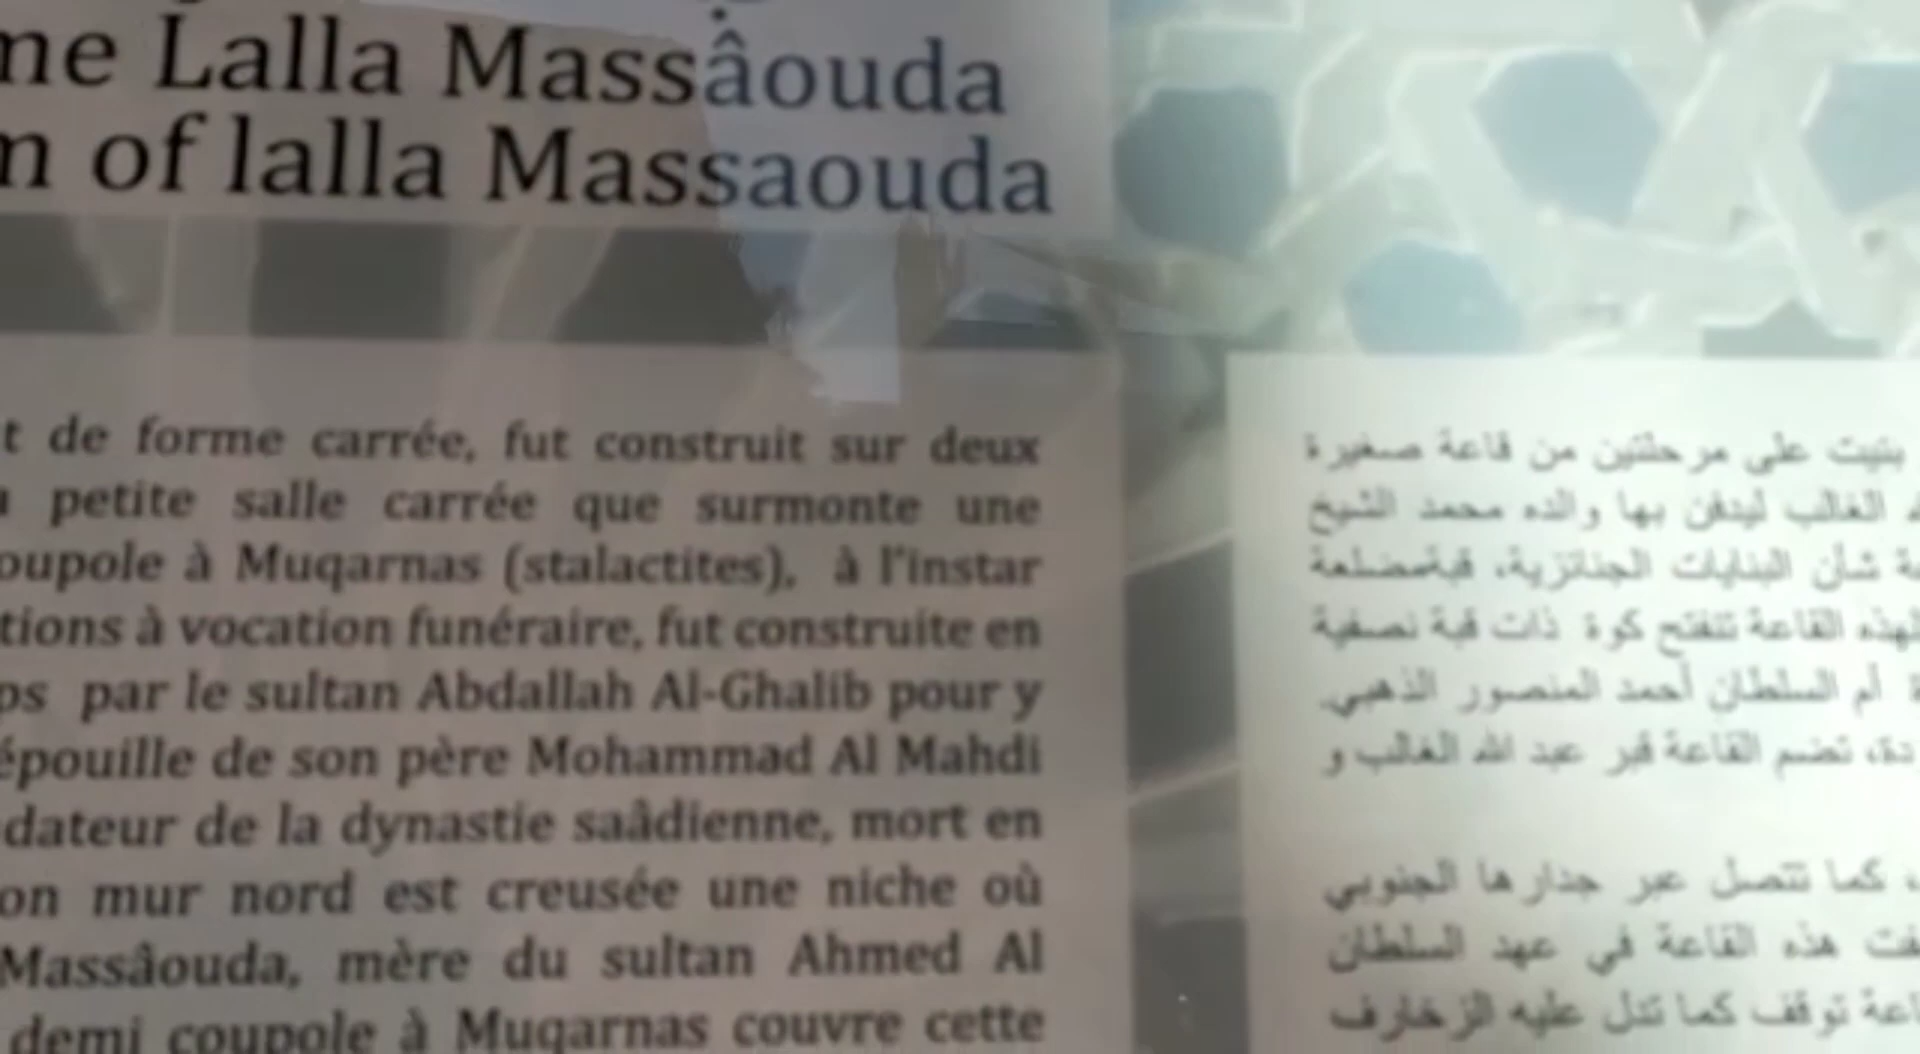 me Lalla Massâouda
m of lalla Massaouda
t de forme carrée, fut construit sur deux
a petite salle carrée que surmonte une
oupole à Muqarnas (stalactites), à l'instar
tions à vocation funéraire, fut construite en
ps par le sultan Abdallah Al-Ghalib pour y
épouille de son père Mohammad Al Mahdi
dateur de la dynastie saâdienne, mort en
on mur nord est creusée une niche où
Massâouda, mère du sultan Ahmed Al
demi coupole à Muqarnas couvre cette
بنيت على مرحلتين من قاعة صغيرة
الغالب ليدفن بها والده محمد الشيخ
شأن البنايات الجنائزية، قبةمضلعة
لهذه القاعة تنفتح كوة ذات قبة نصفية
أم السلطان أحمد المنصور الذهبي.
دة، تضم القاعة قبر عبد الله الغالب و
، كما تتصل عبر جدارها الجنوبي
هذه القاعة في عهد السلطان
توقف كما تدل عليه الزخارف